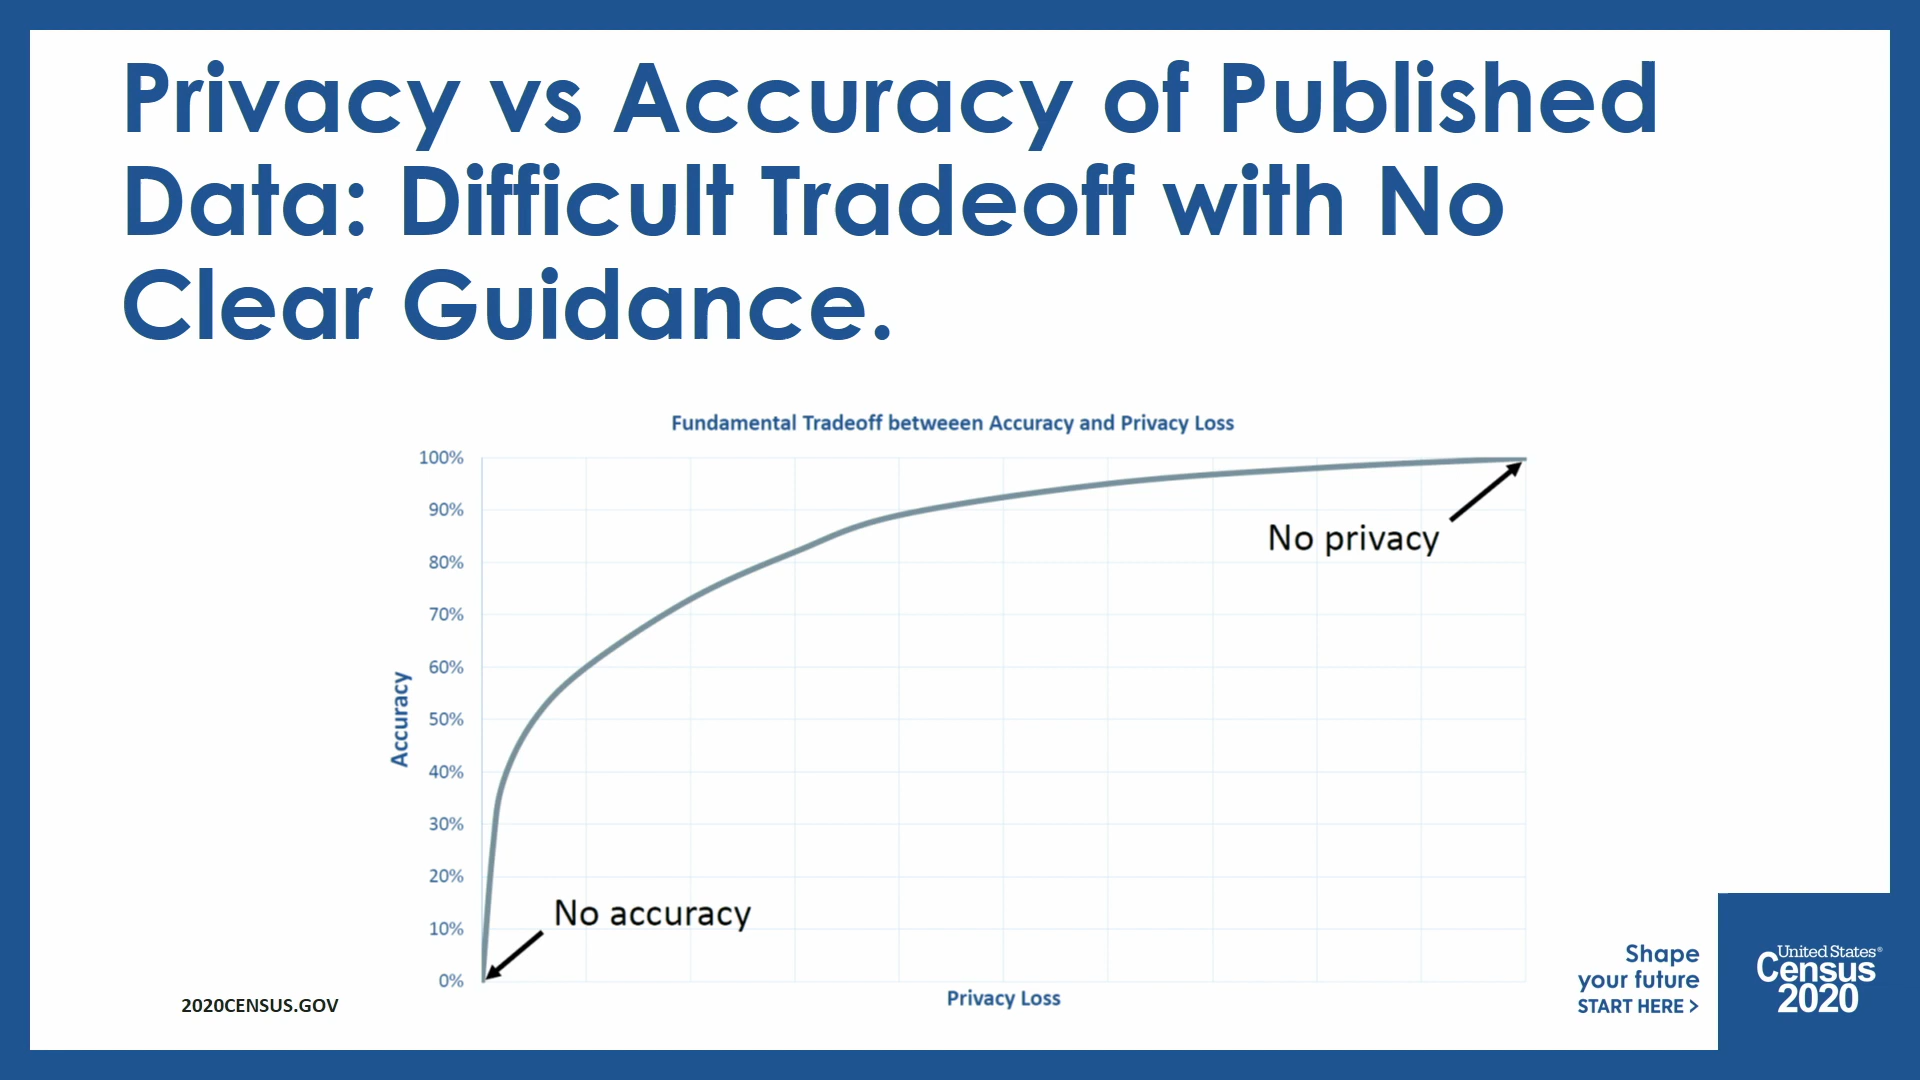 Privacy vs Accuracy of Published
Data: Difficult Tradeoff with No
Clear Guidance.
Fundamental Tradeoff betweeen Accuracy and Privacy Loss
100%
90%
80%
70%
60%
50%
40%
30%
20%
10%
0%
Accuracy
No privacy
No accuracy
Privacy Loss
2020CENSUS.GOV
Shape
your future
START HERE >
United States®
Census
2020